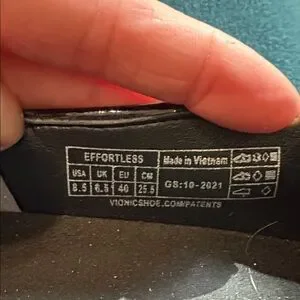 EFFORTLESS
Made in Vietnam
USA UK EU CM
8.5 6.5 40 25.5
GS:10-2021
VIONICSHOE.COM/PATENTS